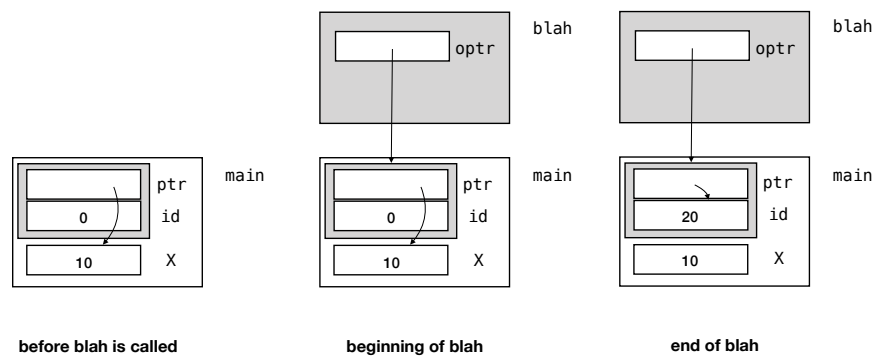 blah
optr
blah
optr
main
ptr
0
id
10
X
main
ptr
0
id
10
X
main
ptr
20
id
10
X
before blah is called
beginning of blah
end of blah